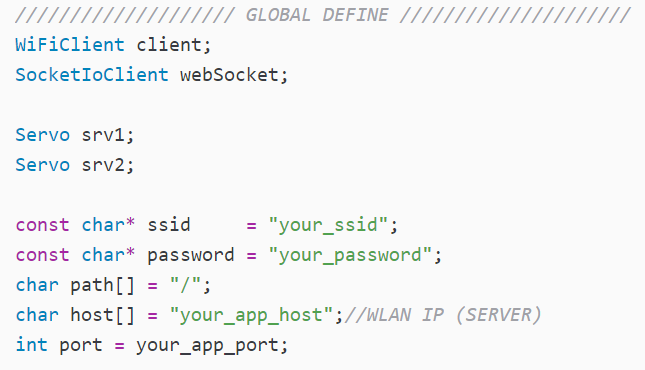 //////////////////// GLOBAL DEFINE /////////////////////
WiFiClient client;
SocketIoClient webSocket;
Servo srv1;
Servo srv2;
const char* ssid     = "your_ssid";
const char* password = "your_password";
char path[] = "/";
char host[] = "your_app_host";//WLAN IP (SERVER)
int port = your_app_port;